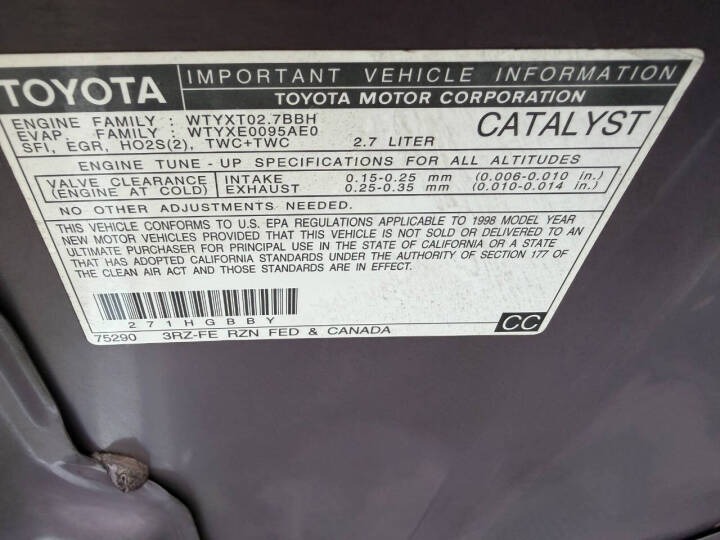 TOYOTA IMPORTANT VEHICLE INFORMATION
TOYOTA MOTOR CORPORATION
ENGINE FAMILY : WTYXT02.7BBH
EVAP. FAMILY : WTYXE0095AE0
SFI, EGR, HO2S(2), TWC+TWC 2.7 LITER CATALYST
ENGINE TUNE - UP SPECIFICATIONS FOR ALL ALTITUDES
VALVE CLEARANCE INTAKE 0.15-0.25 mm (0.006-0.010 in.)
(ENGINE AT COLD) EXHAUST 0.25-0.35 mm (0.010-0.014 in.)
NO OTHER ADJUSTMENTS NEEDED.
THIS VEHICLE CONFORMS TO U.S. EPA REGULATIONS APPLICABLE TO 1998 MODEL YEAR
NEW MOTOR VEHICLES PROVIDED THAT THIS VEHICLE IS NOT SOLD OR DELIVERED TO AN
ULTIMATE PURCHASER FOR PRINCIPAL USE IN THE STATE OF CALIFORNIA OR A STATE
THAT HAS ADOPTED CALIFORNIA STANDARDS UNDER THE AUTHORITY OF SECTION 177 OF
THE CLEAN AIR ACT AND THOSE STANDARDS ARE IN EFFECT.
271HGBBY
75290 3RZ-FE RZN FED & CANADA CC